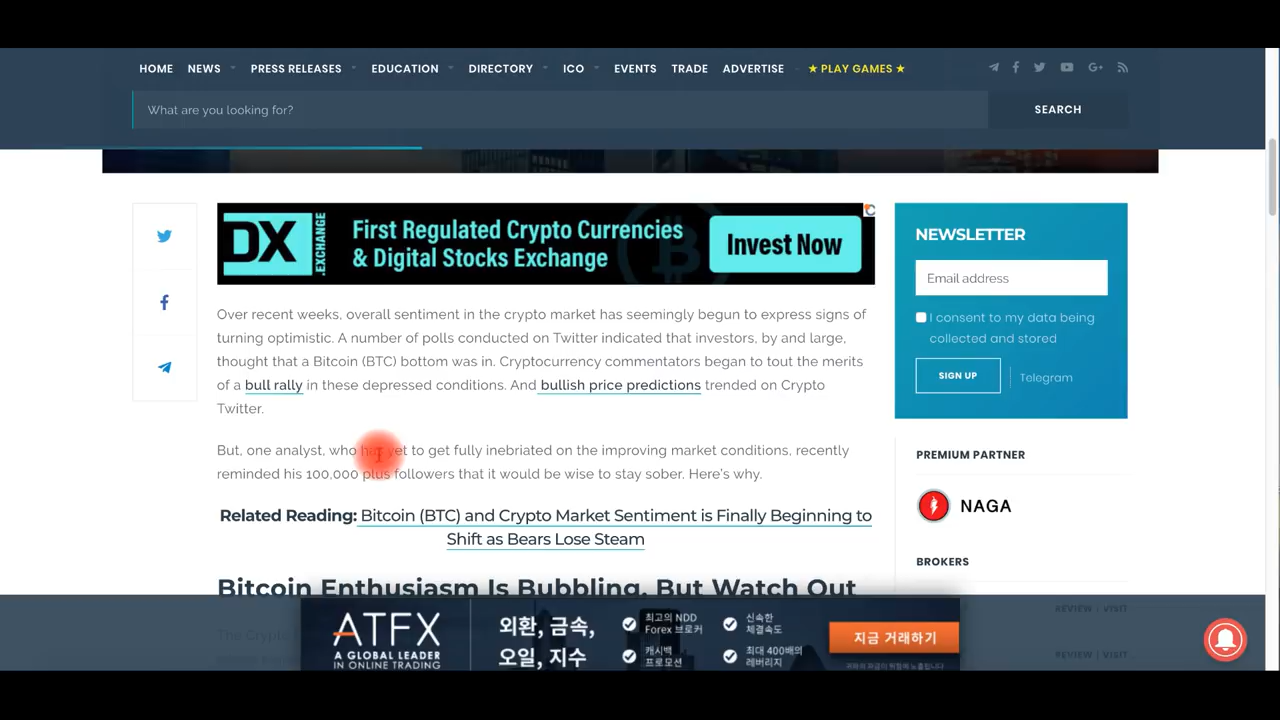 HOME NEWS PRESS RELEASES EDUCATION DIRECTORY ICO EVENTS TRADE ADVERTISE ★ PLAY GAMES ★
What are you looking for?
SEARCH
DX .EXCHANGE
First Regulated Crypto Currencies
& Digital Stocks Exchange
Invest Now
Over recent weeks, overall sentiment in the crypto market has seemingly begun to express signs of
turning optimistic. A number of polls conducted on Twitter indicated that investors, by and large,
thought that a Bitcoin (BTC) bottom was in. Cryptocurrency commentators began to tout the merits
of a bull rally in these depressed conditions. And bullish price predictions trended on Crypto
Twitter.
But, one analyst, who has yet to get fully inebriated on the improving market conditions, recently
reminded his 100,000 plus followers that it would be wise to stay sober. Here's why.
Related Reading: Bitcoin (BTC) and Crypto Market Sentiment is Finally Beginning to
Shift as Bears Lose Steam
Bitcoin Enthusiasm Is Bubbling, But Watch Out
The Crypto
NEWSLETTER
Email address
I consent to my data being
collected and stored
SIGN UP
Telegram
PREMIUM PARTNER
NAGA
BROKERS
REVIEW | VISIT
REVIEW | VISIT
ATFX
A GLOBAL LEADER
IN ONLINE TRADING
외환, 금속,
오일, 지수
최고의 NDD
Forex 브로커
캐시백
프로모션
신속한
체결속도
최대 400배의
레버리지
지금 거래하기